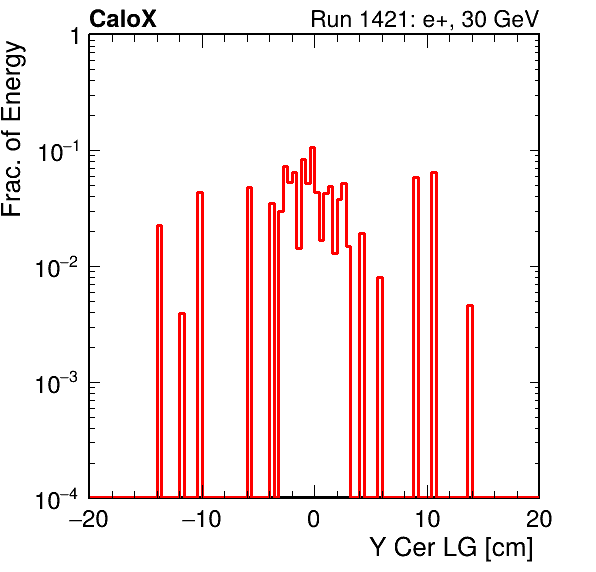 CaloX Run 1421: e+, 30 GeV
Frac. of Energy
1
10⁻¹
10⁻²
10⁻³
10⁻⁴
−20 −10 0 10 20
Y Cer LG [cm]